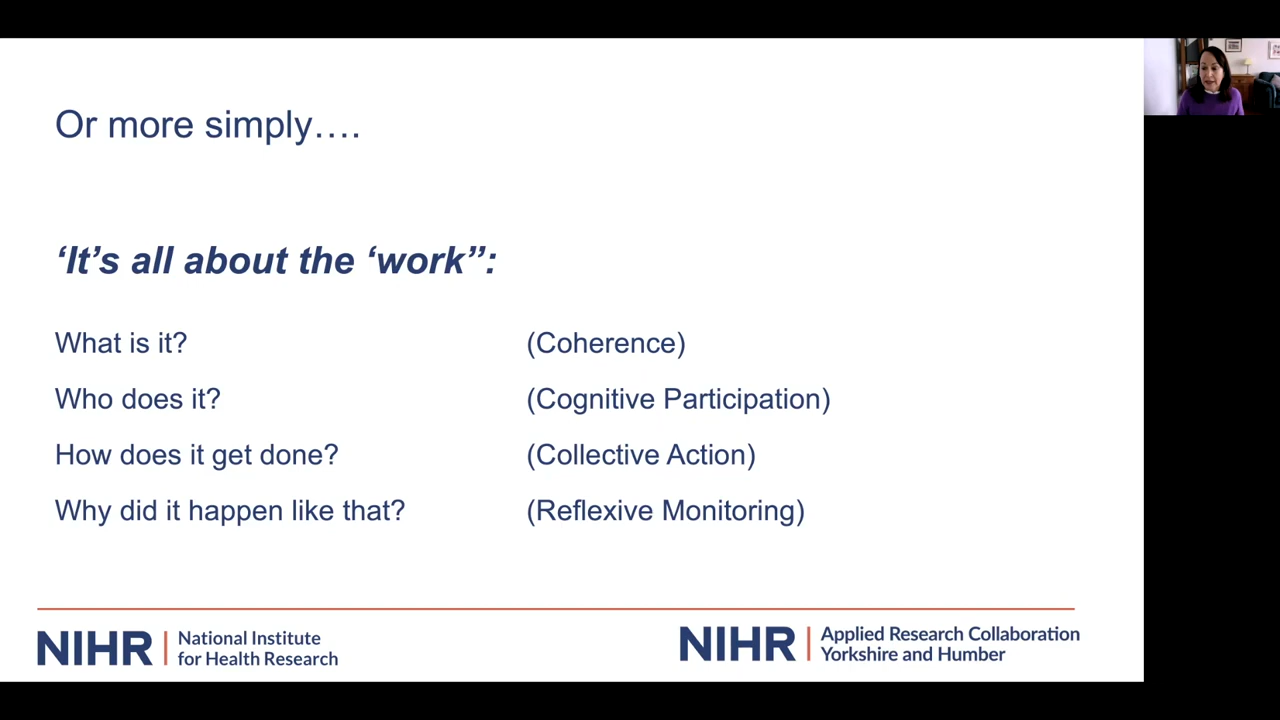 Or more simply….
‘It’s all about the ‘work”:
What is it? (Coherence)
Who does it? (Cognitive Participation)
How does it get done? (Collective Action)
Why did it happen like that? (Reflexive Monitoring)
NIHR | National Institute for Health Research
NIHR | Applied Research Collaboration Yorkshire and Humber